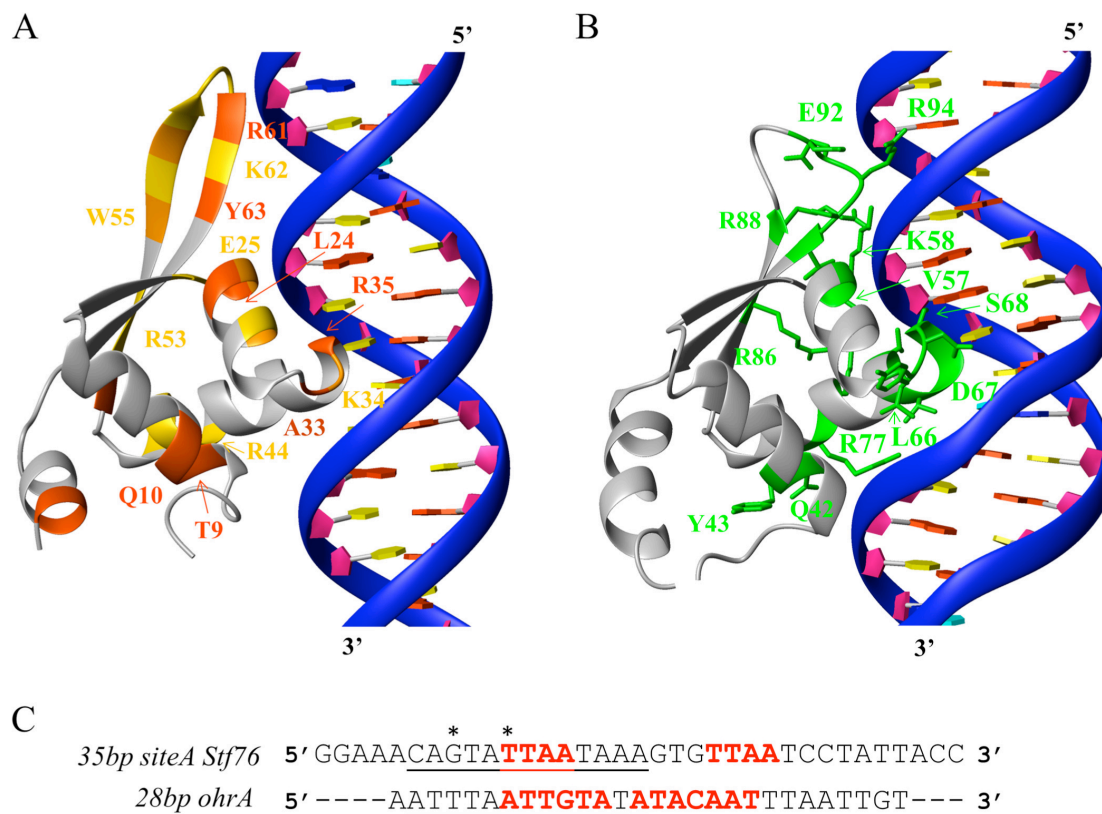 A
B
5’
5’
E92
R94
R61
K62
W55
Y63
R88
E25
L24
K58
R35
V57
S68
R53
R86
K34
D67
A33
L66
R44
R77
Q10
T9
Y43
Q42
3’
3’
C
* *
35bp siteA Stf76 5’ GGAAACAGTATTAATAAAGTGTTAATCCTATTACC 3’
28bp ohrA 5’ ----AATTTAATTGTATATACAATTTAATTGT--- 3’